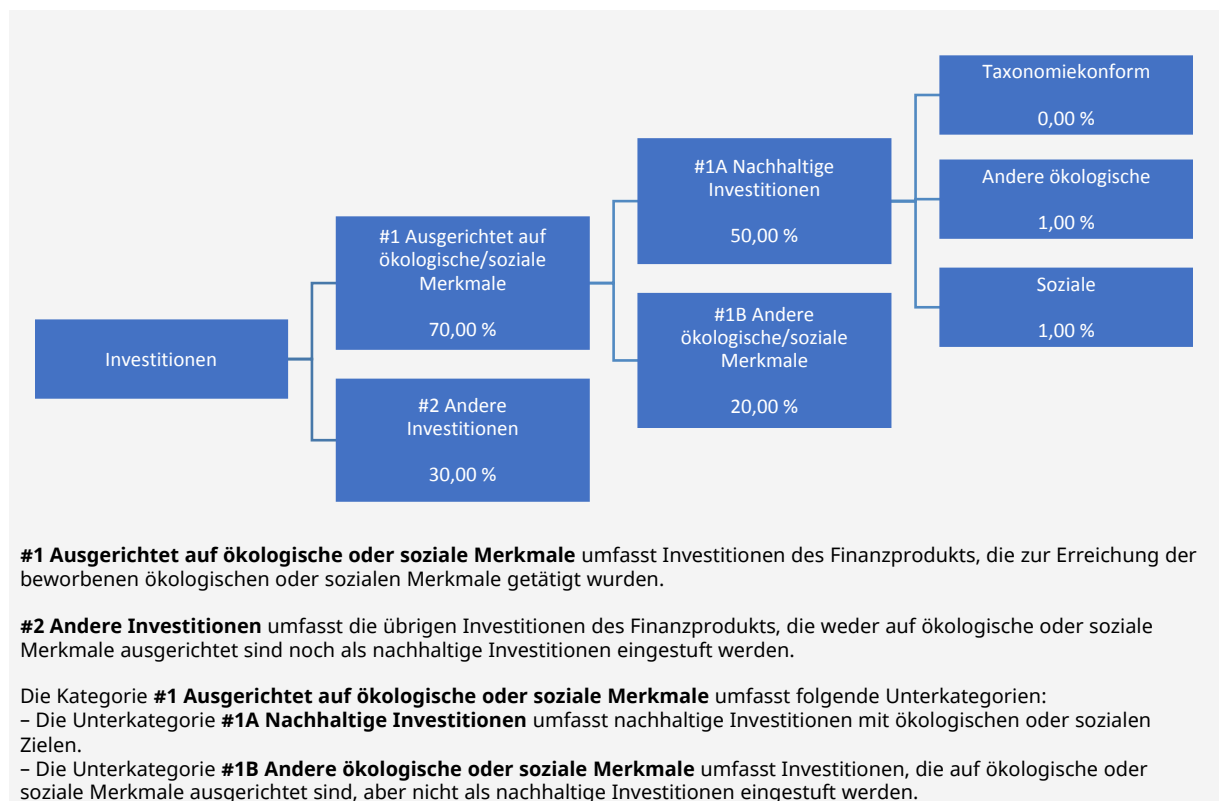 Investitionen
#1 Ausgerichtet auf
ökologische/soziale
Merkmale
70,00 %
#2 Andere
Investitionen
30,00 %
#1A Nachhaltige
Investitionen
50,00 %
#1B Andere
ökologische/soziale
Merkmale
20,00 %
Taxonomiekonform
0,00 %
Andere ökologische
1,00 %
Soziale
1,00 %
#1 Ausgerichtet auf ökologische oder soziale Merkmale umfasst Investitionen des Finanzprodukts, die zur Erreichung der
beworbenen ökologischen oder sozialen Merkmale getätigt wurden.
#2 Andere Investitionen umfasst die übrigen Investitionen des Finanzprodukts, die weder auf ökologische oder soziale
Merkmale ausgerichtet sind noch als nachhaltige Investitionen eingestuft werden.
Die Kategorie #1 Ausgerichtet auf ökologische oder soziale Merkmale umfasst folgende Unterkategorien:
– Die Unterkategorie #1A Nachhaltige Investitionen umfasst nachhaltige Investitionen mit ökologischen oder sozialen
Zielen.
– Die Unterkategorie #1B Andere ökologische oder soziale Merkmale umfasst Investitionen, die auf ökologische oder
soziale Merkmale ausgerichtet sind, aber nicht als nachhaltige Investitionen eingestuft werden.